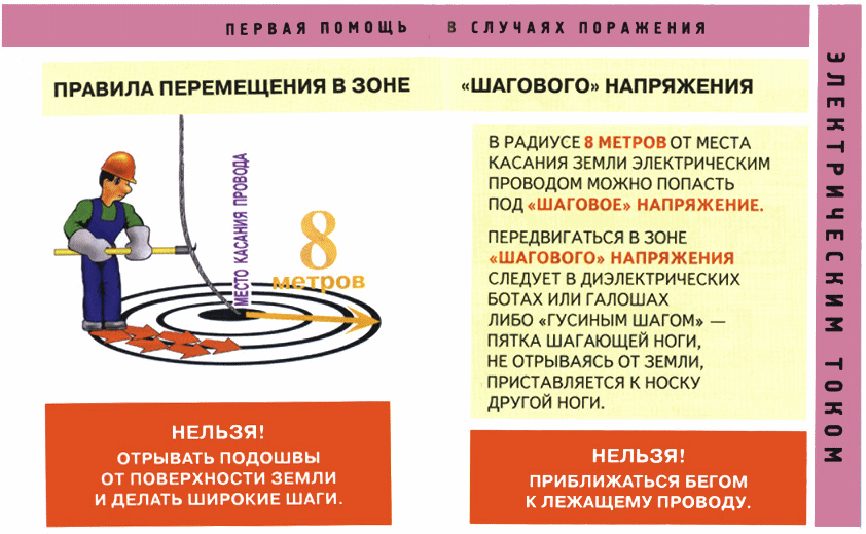 ПЕРВАЯ ПОМОЩЬ В СЛУЧАЯХ ПОРАЖЕНИЯ
ЭЛЕКТРИЧЕСКИМ ТОКОМ
ПРАВИЛА ПЕРЕМЕЩЕНИЯ В ЗОНЕ «ШАГОВОГО» НАПРЯЖЕНИЯ
МЕСТО КАСАНИЯ ПРОВОДА
8
метров
НЕЛЬЗЯ!
ОТРЫВАТЬ ПОДОШВЫ
ОТ ПОВЕРХНОСТИ ЗЕМЛИ
И ДЕЛАТЬ ШИРОКИЕ ШАГИ.
В РАДИУСЕ 8 МЕТРОВ ОТ МЕСТА
КАСАНИЯ ЗЕМЛИ ЭЛЕКТРИЧЕСКИМ
ПРОВОДОМ МОЖНО ПОПАСТЬ
ПОД «ШАГОВОЕ» НАПРЯЖЕНИЕ.
ПЕРЕДВИГАТЬСЯ В ЗОНЕ
«ШАГОВОГО» НАПРЯЖЕНИЯ
СЛЕДУЕТ В ДИЭЛЕКТРИЧЕСКИХ
БОТАХ ИЛИ ГАЛОШАХ
ЛИБО «ГУСИНЫМ ШАГОМ» —
ПЯТКА ШАГАЮЩЕЙ НОГИ,
НЕ ОТРЫВАЯСЬ ОТ ЗЕМЛИ,
ПРИСТАВЛЯЕТСЯ К НОСКУ
ДРУГОЙ НОГИ.
НЕЛЬЗЯ!
ПРИБЛИЖАТЬСЯ БЕГОМ
К ЛЕЖАЩЕМУ ПРОВОДУ.